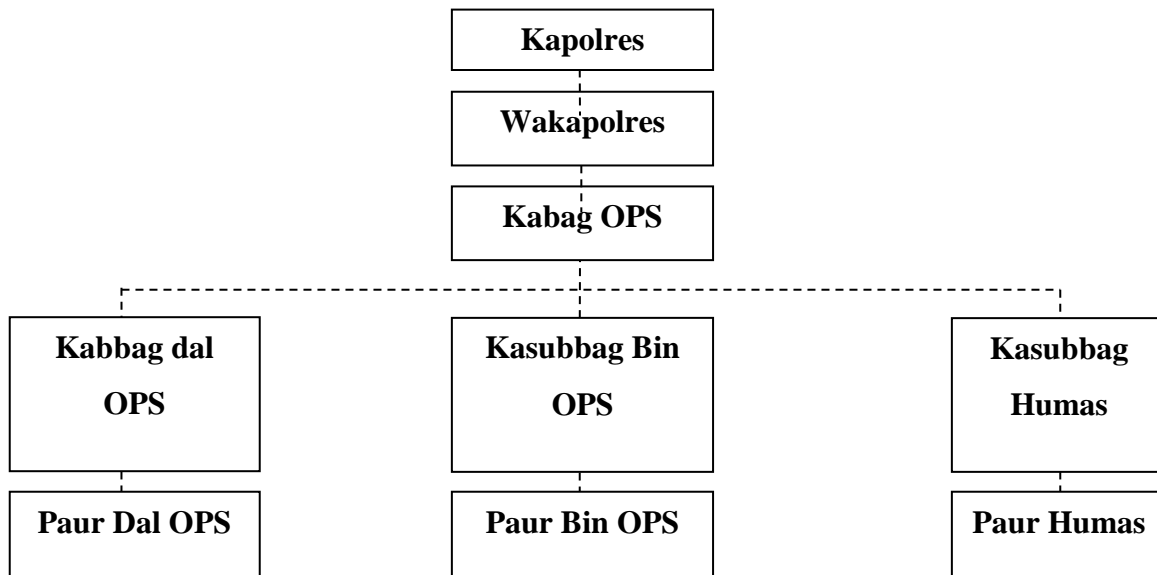 Kapolres
Wakapolres
Kabag OPS
Kabbag dal
OPS
Kasubbag Bin
OPS
Kasubbag
Humas
Paur Dal OPS
Paur Bin OPS
Paur Humas